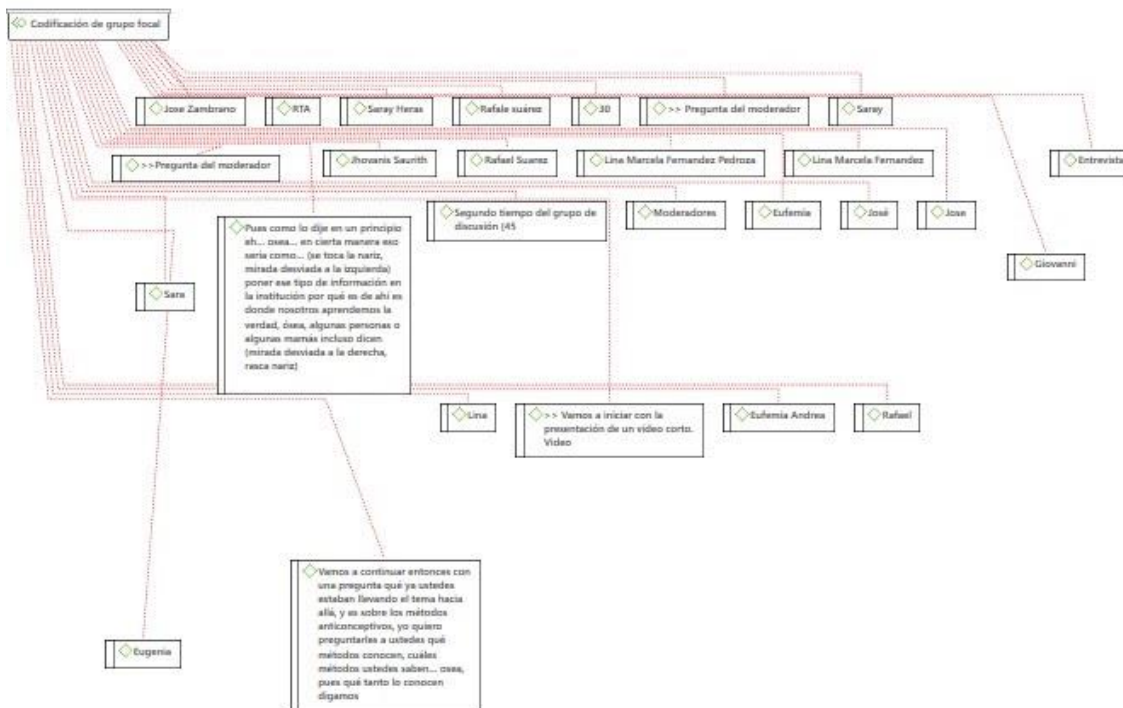 Codificación de grupo focal
Jose Zambrano
RTA
Saray Heras
Rafale suárez
30
>> Pregunta del moderador
Saray
>>Pregunta del moderador
Jhovanis Saurith
Rafael Suarez
Lina Marcela Fernandez Pedroza
Lina Marcela Fernandez
Entrevista
Segundo tiempo del grupo de
discusión (45
Moderadores
Eufemia
José
Jose
Pues como lo dije en un principio
eh... osea... en cierta manera eso
seria como... (se toca la nariz,
mirada desviada a la izquierda)
poner ese tipo de información en
la institución por qué es de ahí es
donde nosotros aprendemos la
verdad, ósea, algunas personas o
algunas mamás incluso dicen
(mirada desviada a la derecha,
rasca nariz)
Giovanni
Sara
Lina
>> Vamos a iniciar con la
presentación de un video corto.
Video
Eufemia Andrea
Rafael
Vamos a continuar entonces con
una pregunta qué ya ustedes
estaban llevando el tema hacia
allá, y es sobre los métodos
anticonceptivos, yo quiero
preguntarles a ustedes qué
métodos conocen, cuáles
métodos ustedes saben... osea,
pues qué tanto lo conocen
digamos
Eugenia